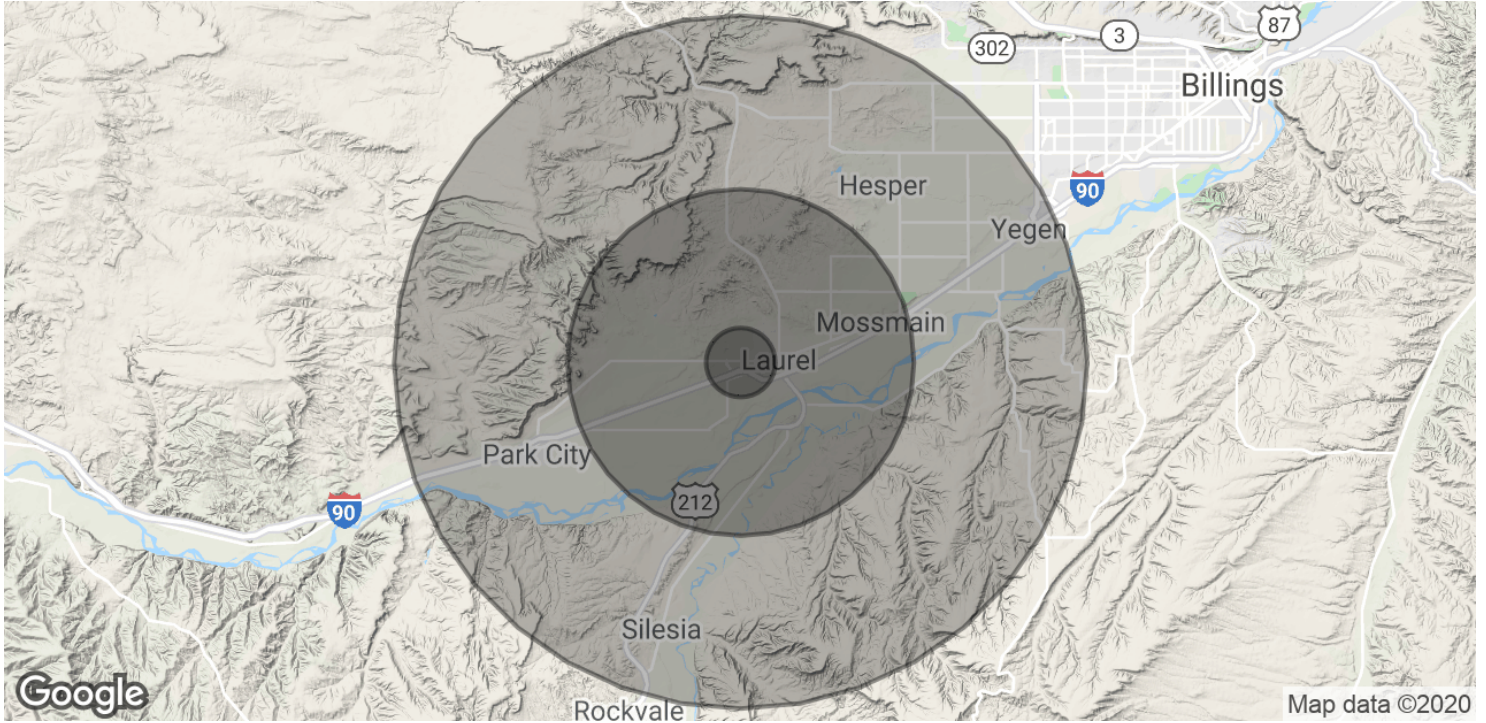 87
302
3
Billings
Hesper
90
Yegen
Mossmain
Laurel
Park City
212
90
Silesia
Rockvale
Google
Map data ©2020